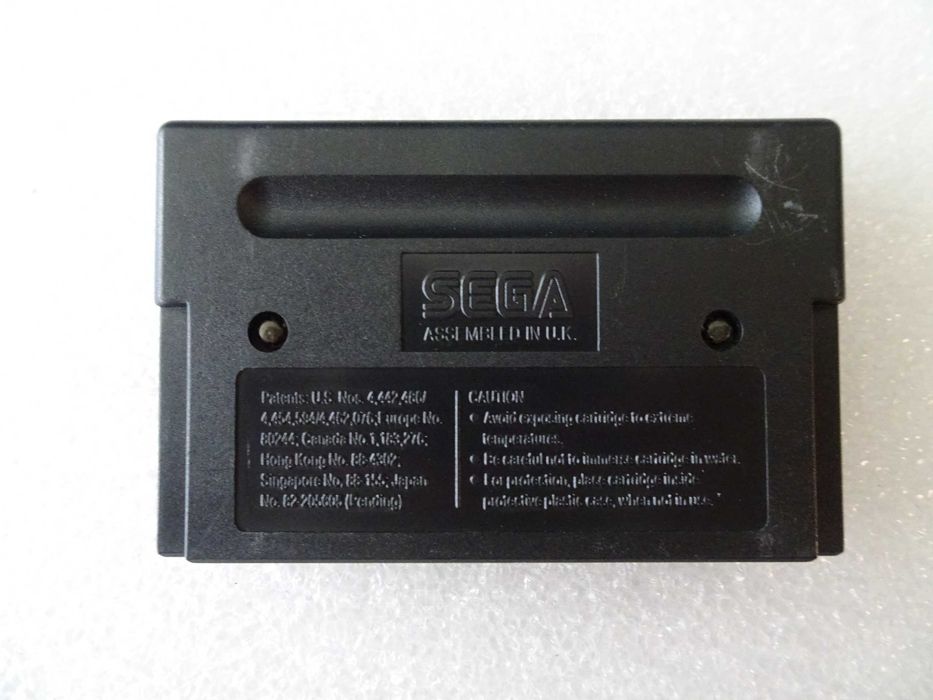 SEGA
ASSEMBLED IN U.K.
Patents: U.S. Nos. 4,442,486/
4,454,594/4,462,076; Europe No.
80244; Canada No. 1,183,276;
Hong Kong No. 88-4302;
Singapore No. 88-155; Japan
No. 82-205605 (Pending)
CAUTION
• Avoid exposing cartridge to extreme
temperatures.
• Be careful not to immerse cartridge in water.
• For protection, place cartridge inside
protective plastic case, when not in use.